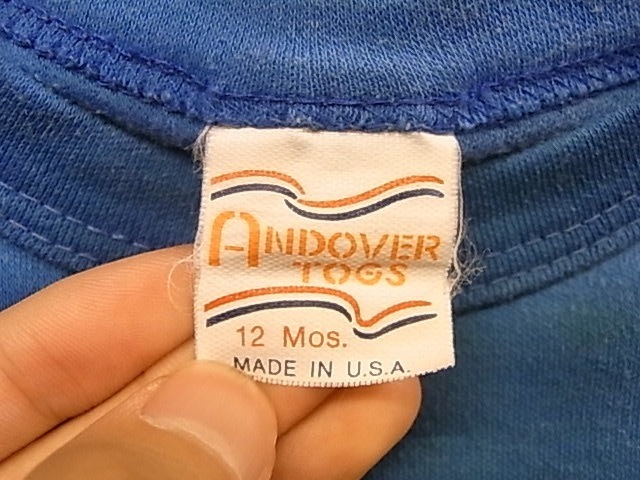 ANDOVER
TOGS
12 Mos.
MADE IN U.S.A.